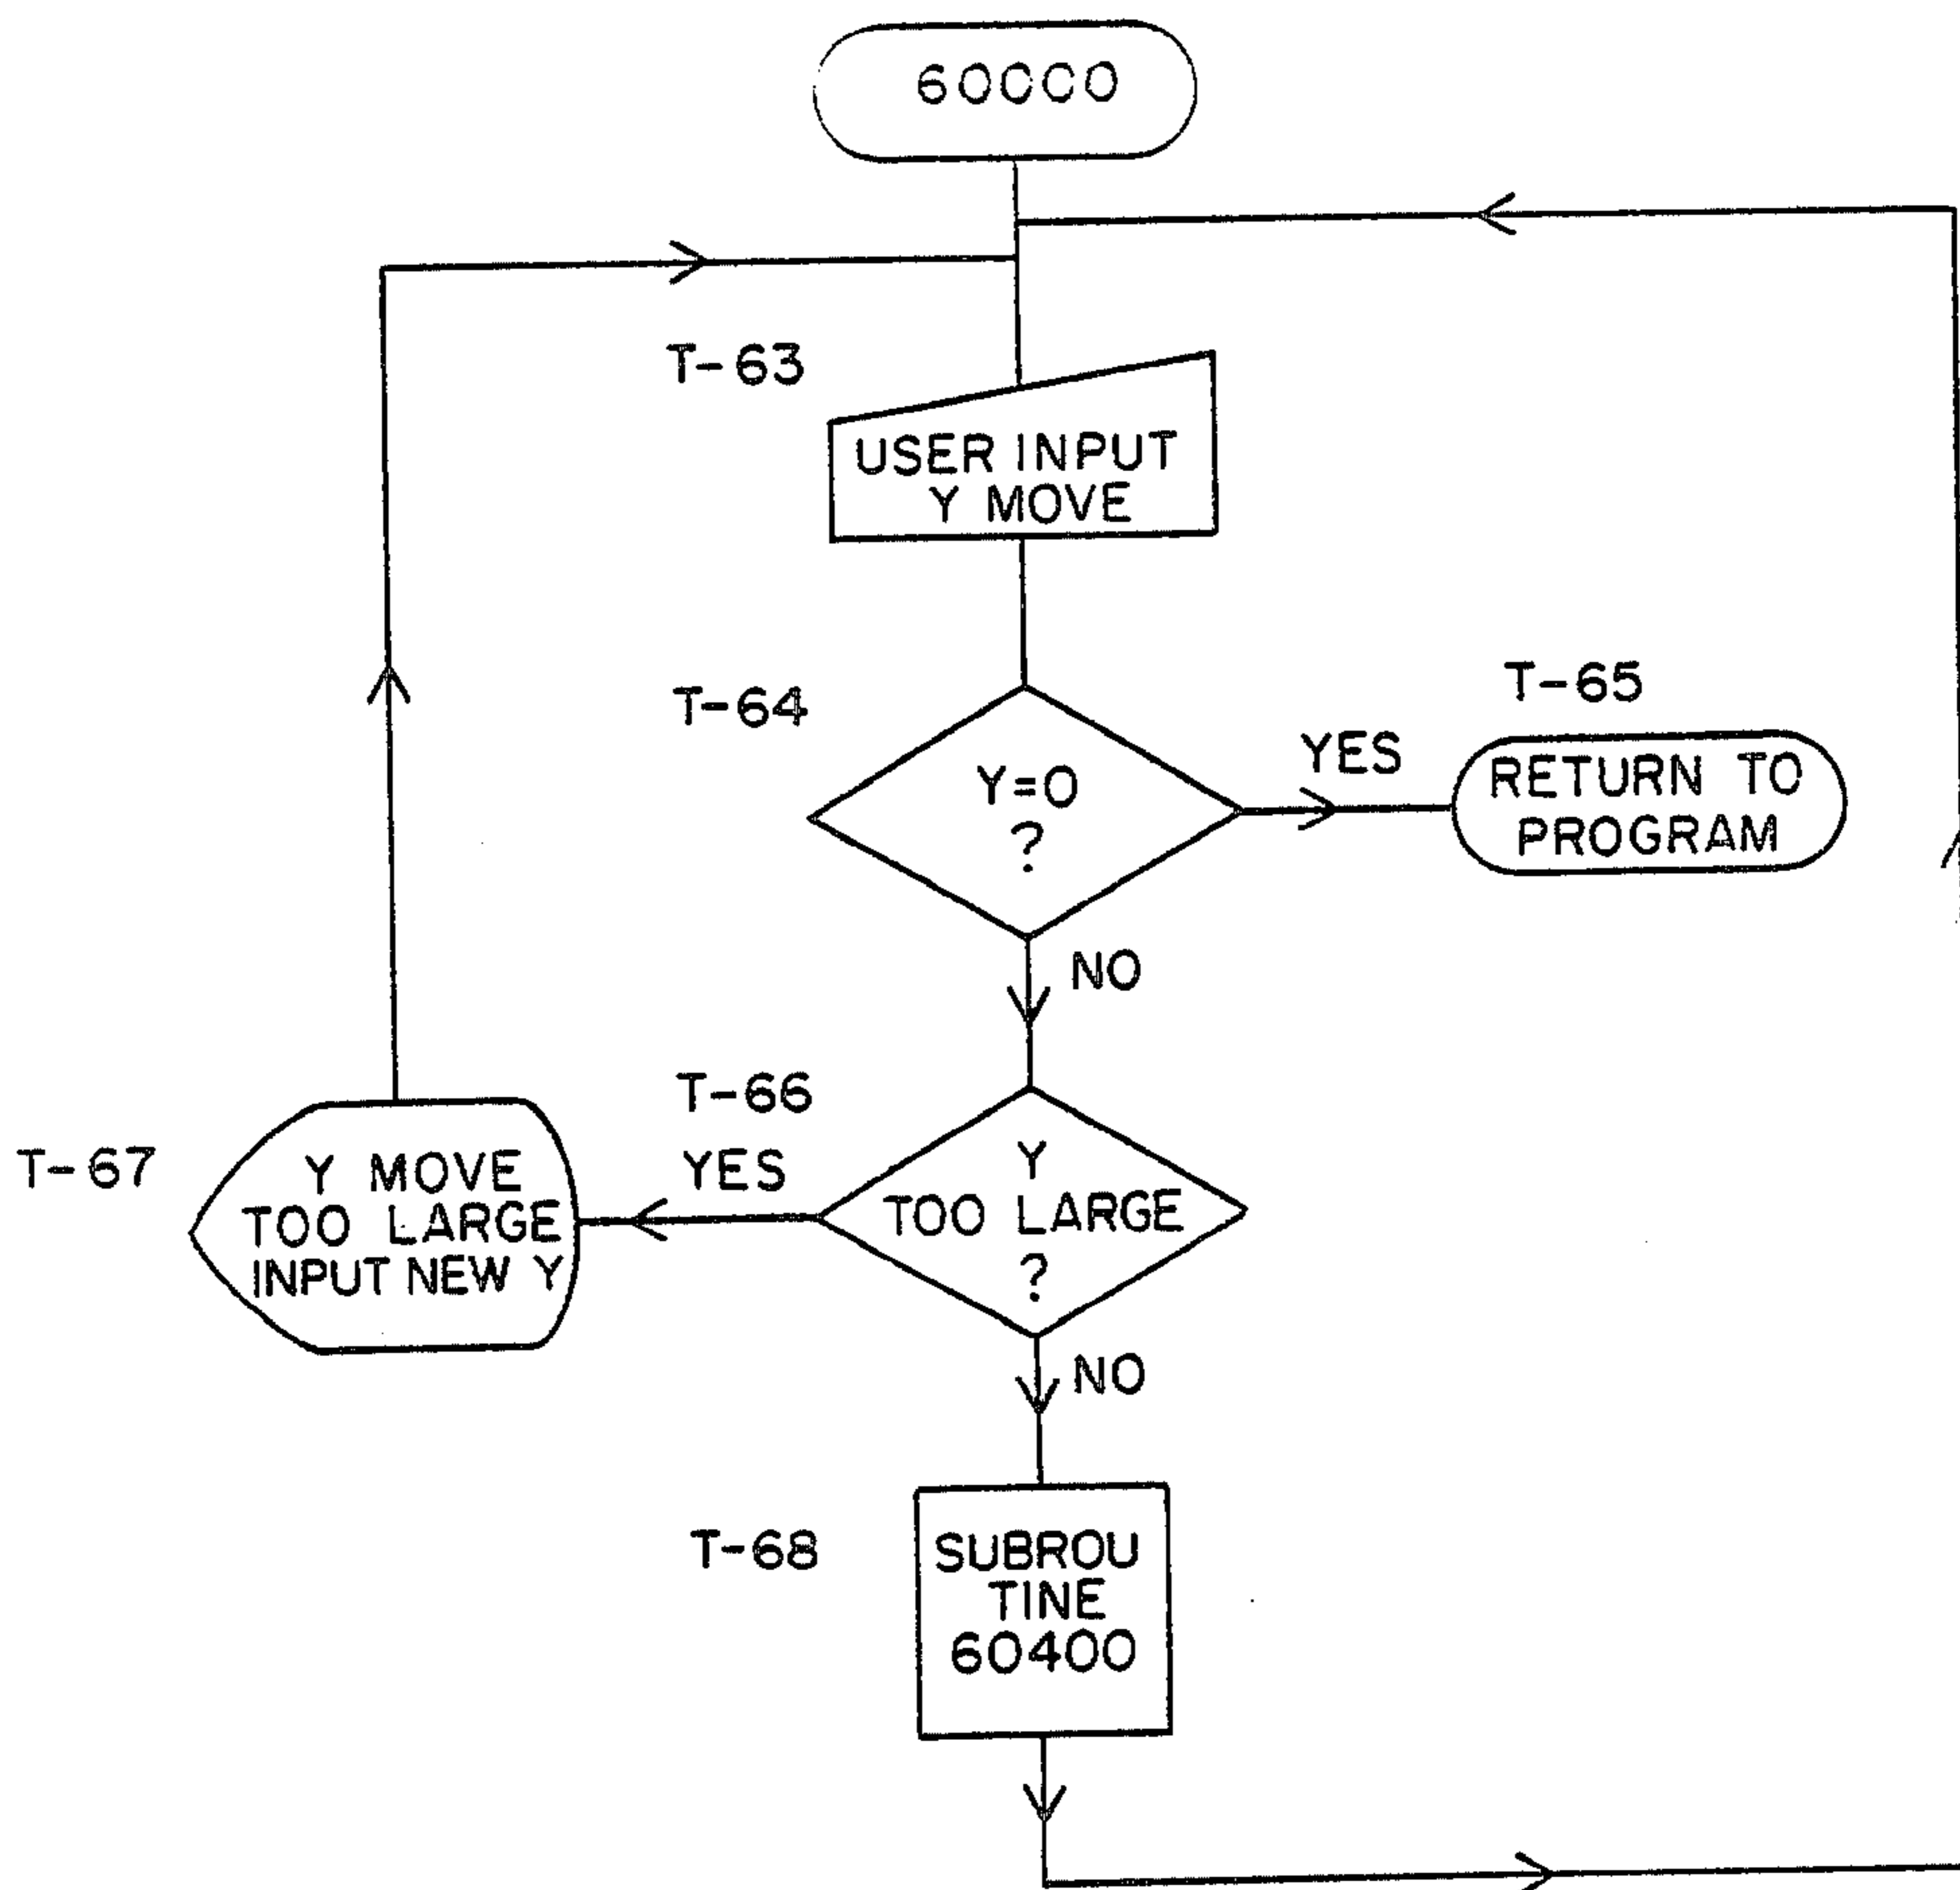 60CCO
T-63
USER INPUT
Y MOVE
T-64
Y=0
?
YES
T-65
RETURN TO
PROGRAM
NO
T-66
YES
Y
TOO LARGE
?
T-67
Y MOVE
TOO LARGE
INPUT NEW Y
NO
T-68
SUBROU
TINE
60400